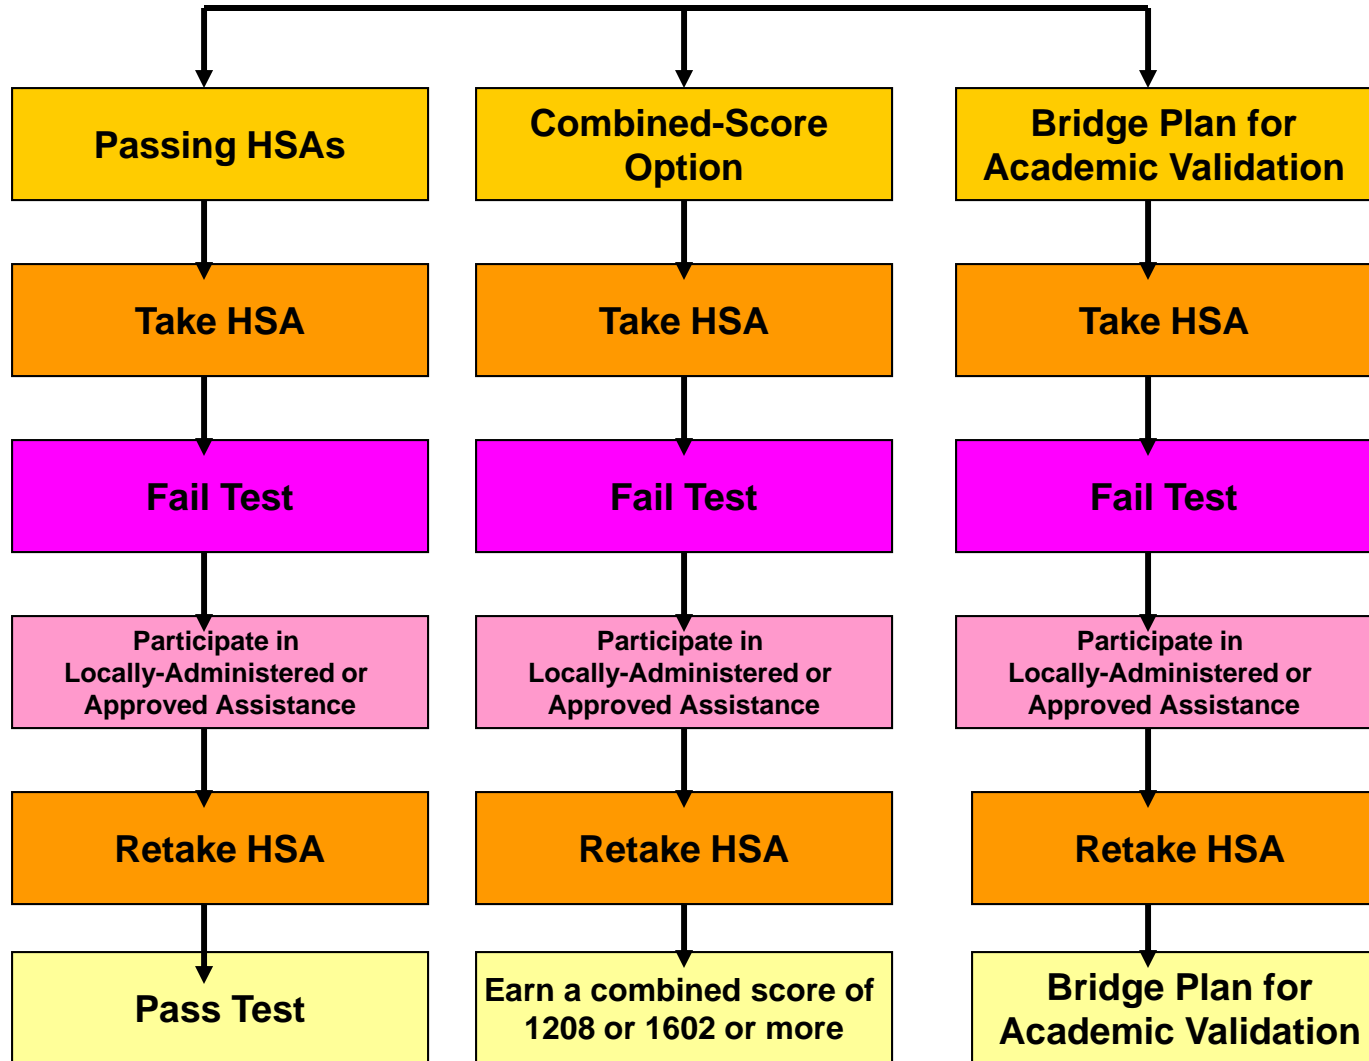 Passing HSAs
Combined-Score
Option
Bridge Plan for
Academic Validation
Take HSA
Take HSA
Take HSA
Fail Test
Fail Test
Fail Test
Participate in
Locally-Administered or
Approved Assistance
Participate in
Locally-Administered or
Approved Assistance
Participate in
Locally-Administered or
Approved Assistance
Retake HSA
Retake HSA
Retake HSA
Pass Test
Earn a combined score of
1208 or 1602 or more
Bridge Plan for
Academic Validation